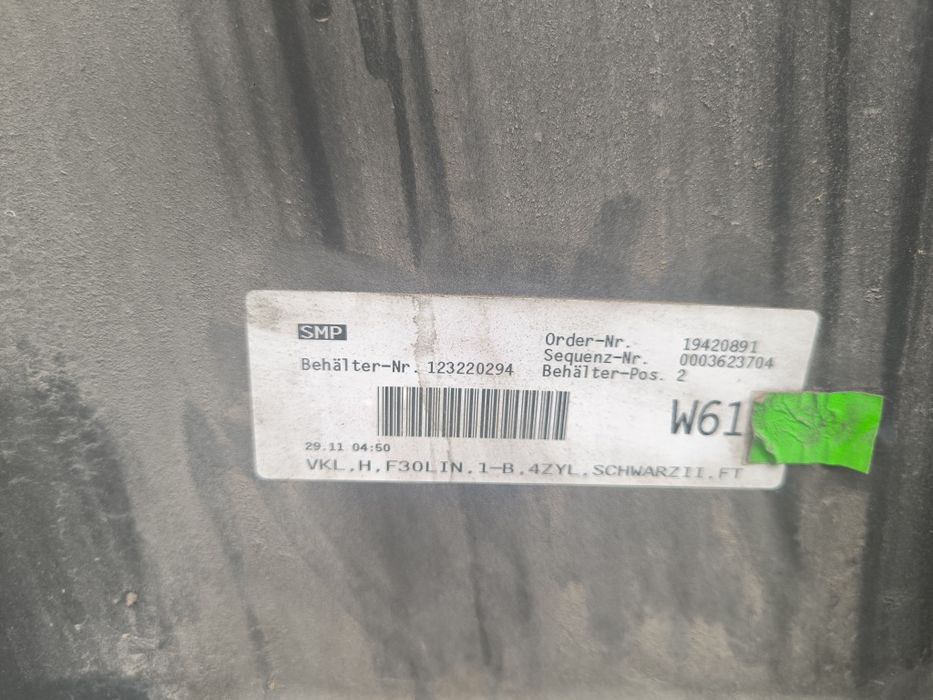 SMP
Order-Nr. 19420891
Sequenz-Nr. 0003623704
Behälter-Nr. 123220294 Behälter-Pos. 2
W61
29.11 04:50
VKL,H,F30LIN,1-B,4ZYL,SCHWARZII,FT